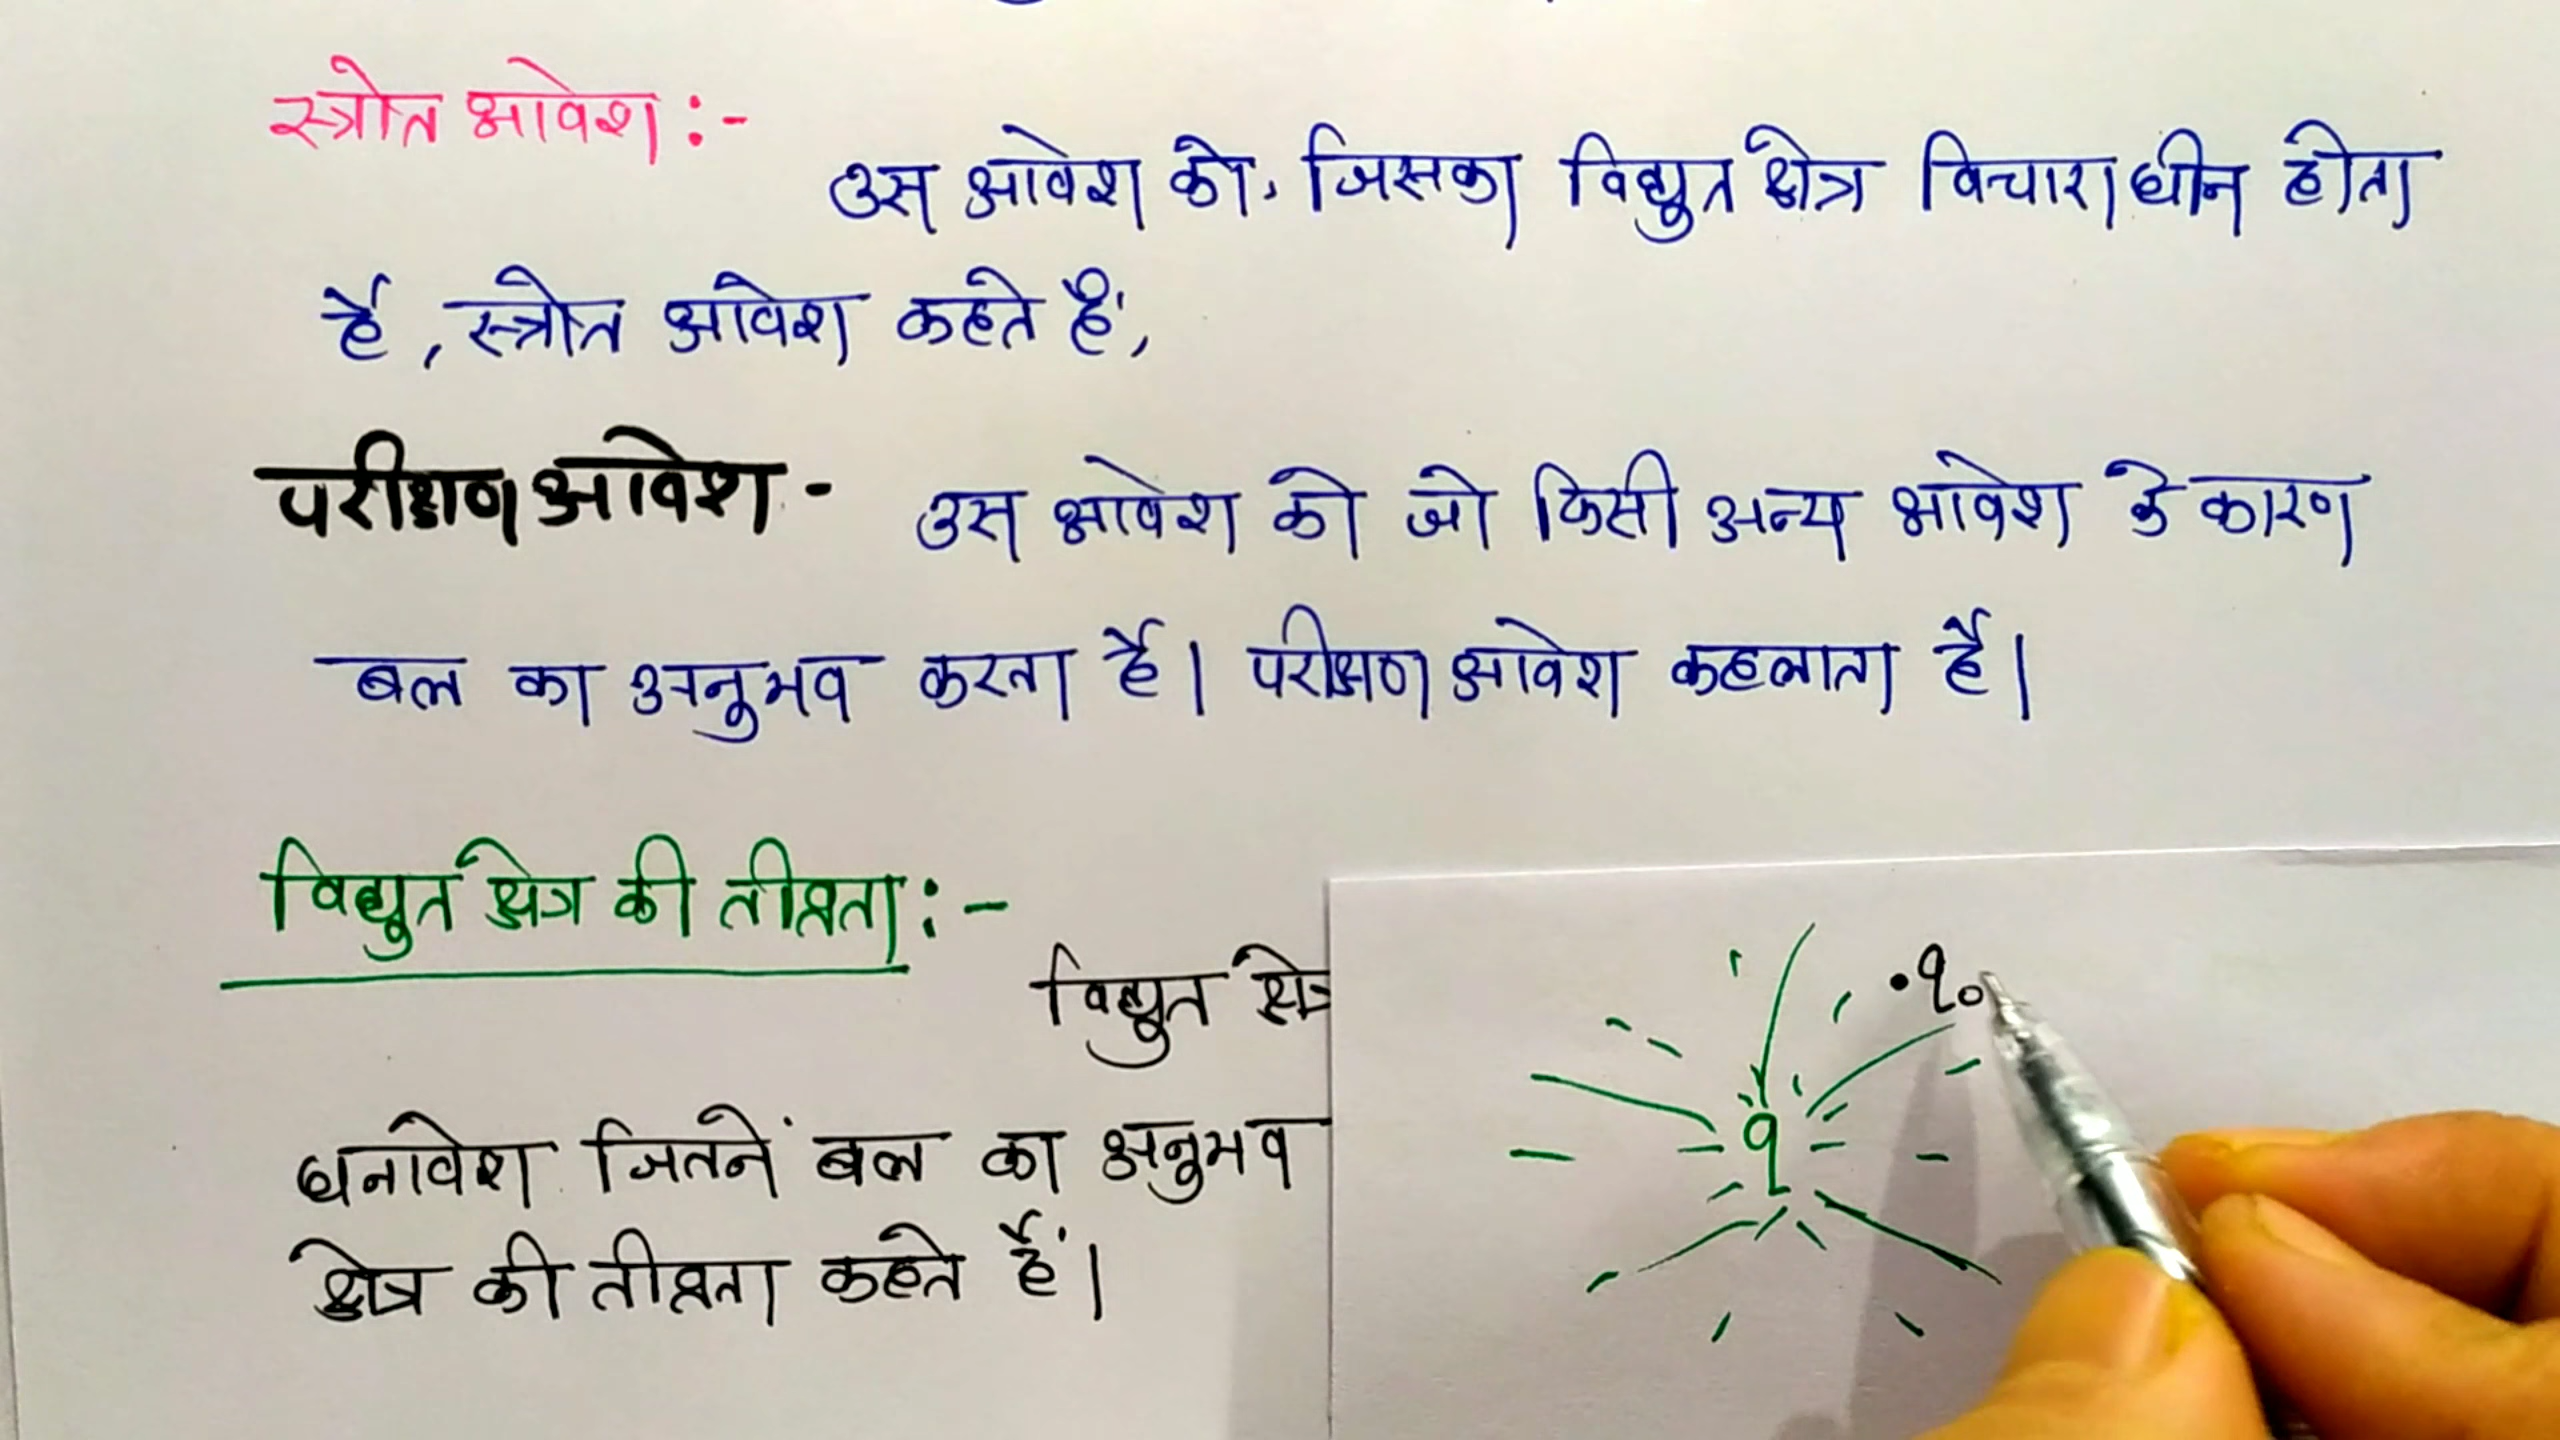 स्त्रोत आवेश :-
उस आवेश को, जिसका विद्युत क्षेत्र विचाराधीन होता
है, स्त्रोत आवेश कहते हैं,
परीक्षण आवेश -
उस आवेश को जो किसी अन्य आवेश के कारण
बल का अनुभव करता है। परीक्षण आवेश कहलाता है।
विद्युत क्षेत्र की तीव्रता :-
विद्युत
धनावेश जितनें बल का अनुभव
क्षेत्र की तीव्रता कहते हैं।
q₀
q